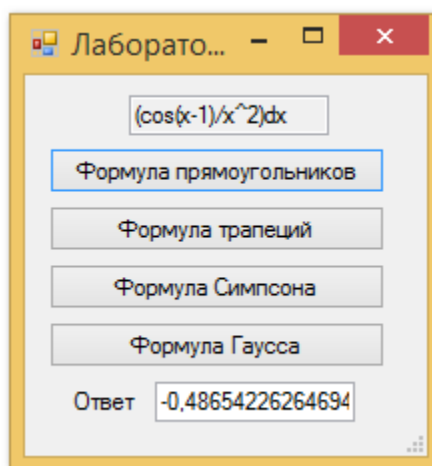 Лаборато...
(cos(x-1)/x^2)dx
Формула прямоугольников
Формула трапеций
Формула Симпсона
Формула Гаусса
Ответ -0,48654226264694